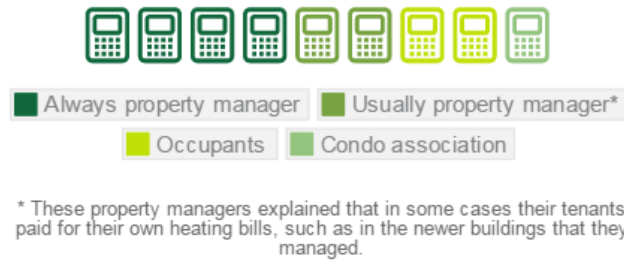 Always property manager Usually property manager*
Occupants Condo association
* These property managers explained that in some cases their tenants
paid for their own heating bills, such as in the newer buildings that they
managed.